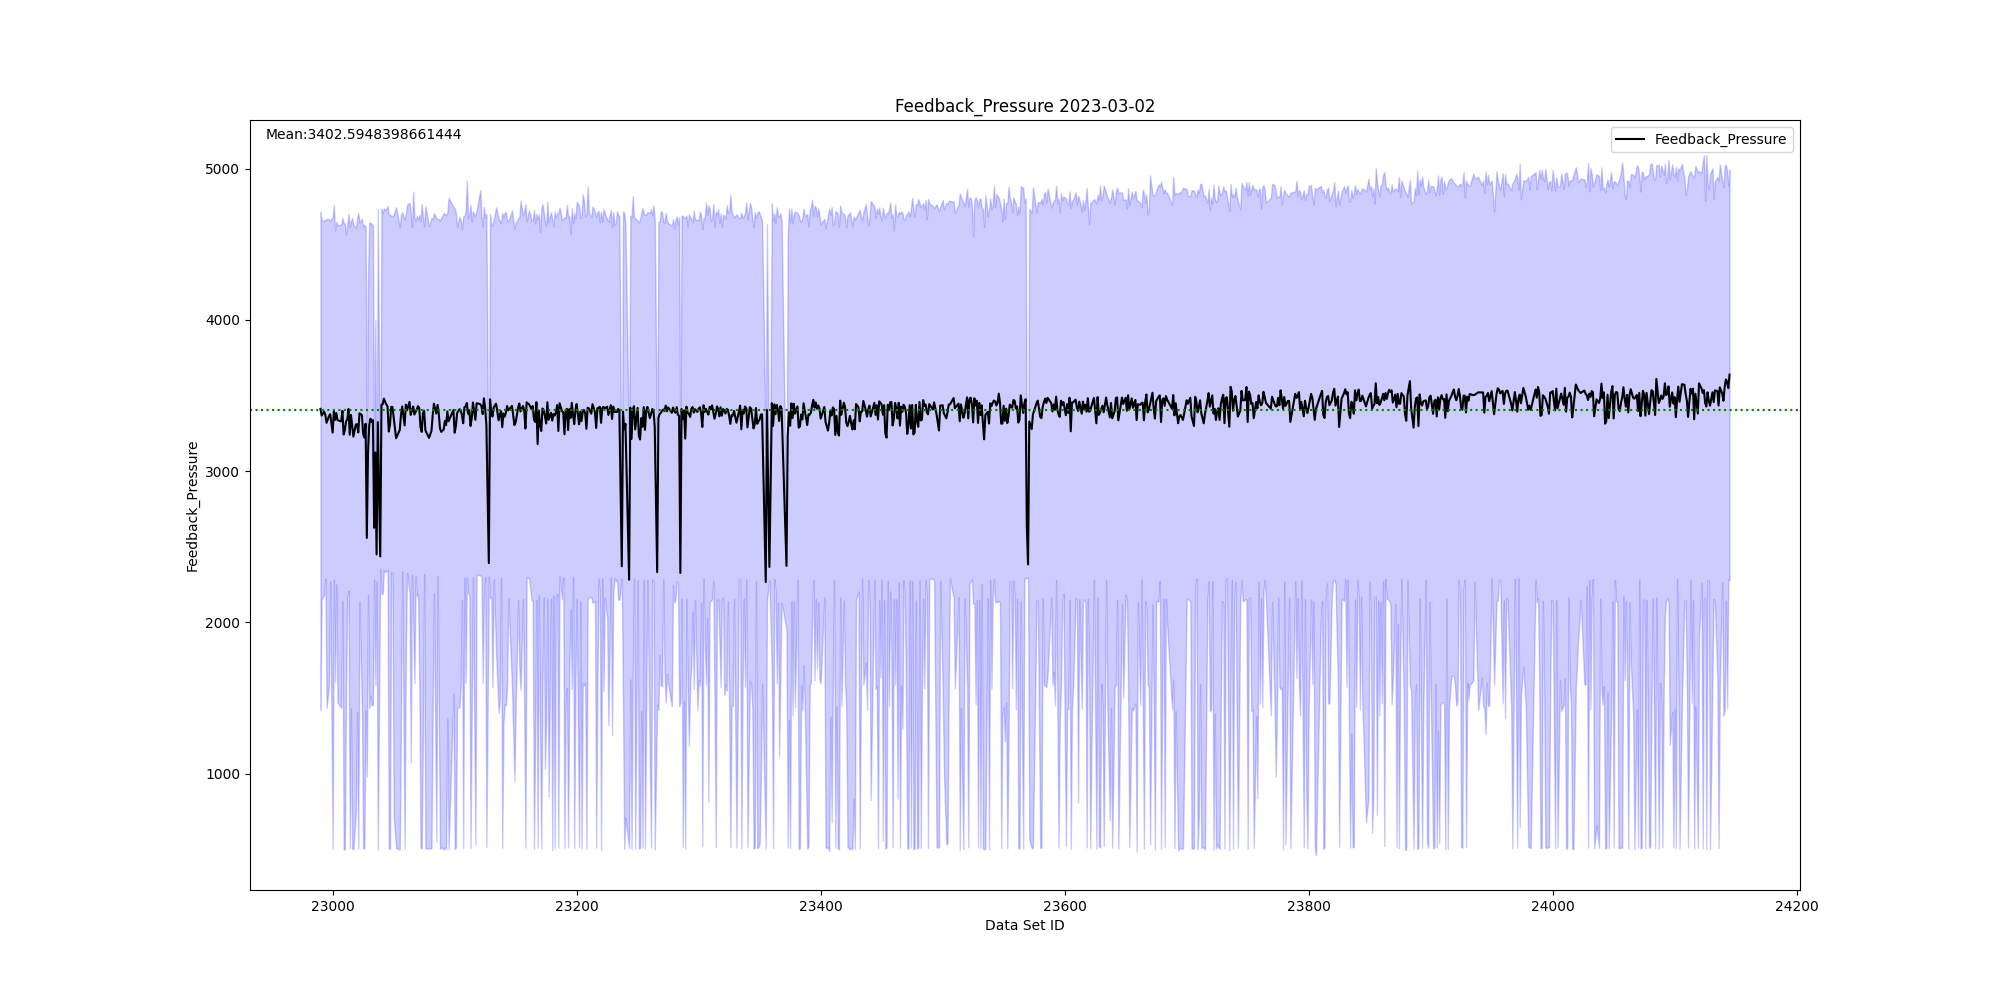 Feedback_Pressure 2023-03-02
Mean:3402.5948398661444
Feedback_Pressure
5000
4000
3000
2000
1000
Feedback_Pressure
23000 23200 23400 23600 23800 24000 24200
Data Set ID